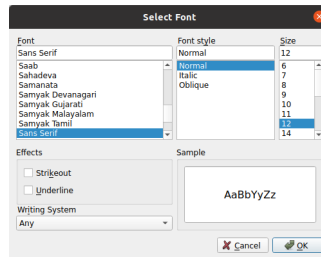 Select Font
Font
Font style
Size
Sans Serif
Normal
12
Saab
Sahadeva
Samanata
Samyak Devanagari
Samyak Gujarati
Samyak Malayalam
Samyak Tamil
Sans Serif
Normal
Italic
Oblique
6
7
8
9
10
11
12
14
Effects
Strikeout
Underline
Sample
AaBbYyZz
Writing System
Any
Cancel
OK